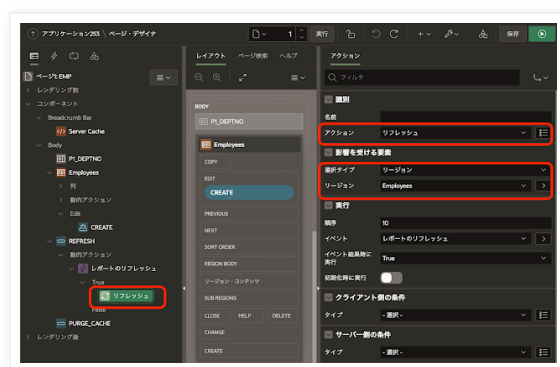 アプリケーション253 \ ページ・デザイナ
1
実行
保存
ページ1: EMP
レンダリング前
コンポーネント
Breadcrumb Bar
Server Cache
Body
P1_DEPTNO
Employees
列
動的アクション
Edit
CREATE
REFRESH
動的アクション
レポートのリフレッシュ
True
リフレッシュ
False
PURGE_CACHE
レンダリング後
レイアウト
ページ検索
ヘルプ
BODY
P1_DEPTNO
Employees
COPY
EDIT
CREATE
PREVIOUS
NEXT
SORT ORDER
REGION BODY
リージョン・コンテンツ
SUB REGIONS
CLOSE
HELP
DELETE
CHANGE
CREATE
アクション
フィルタ
識別
名前
アクション
リフレッシュ
影響を受ける要素
選択タイプ
リージョン
リージョン
Employees
実行
順序
10
イベント
レポートのリフレッシュ
イベント結果時に
実行
True
初期化時に実行
クライアント側の条件
タイプ
- 選択 -
サーバー側の条件
タイプ
- 選択 -